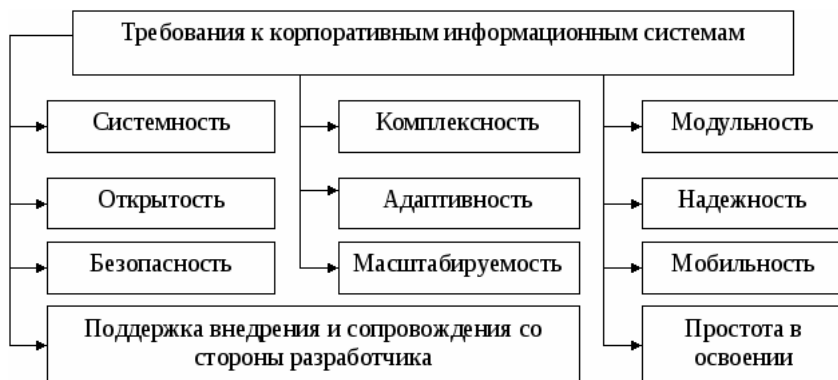 Требования к корпоративным информационным системам
Системность
Комплексность
Модульность
Открытость
Адаптивность
Надежность
Безопасность
Масштабируемость
Мобильность
Поддержка внедрения и сопровождения со
стороны разработчика
Простота в
освоении